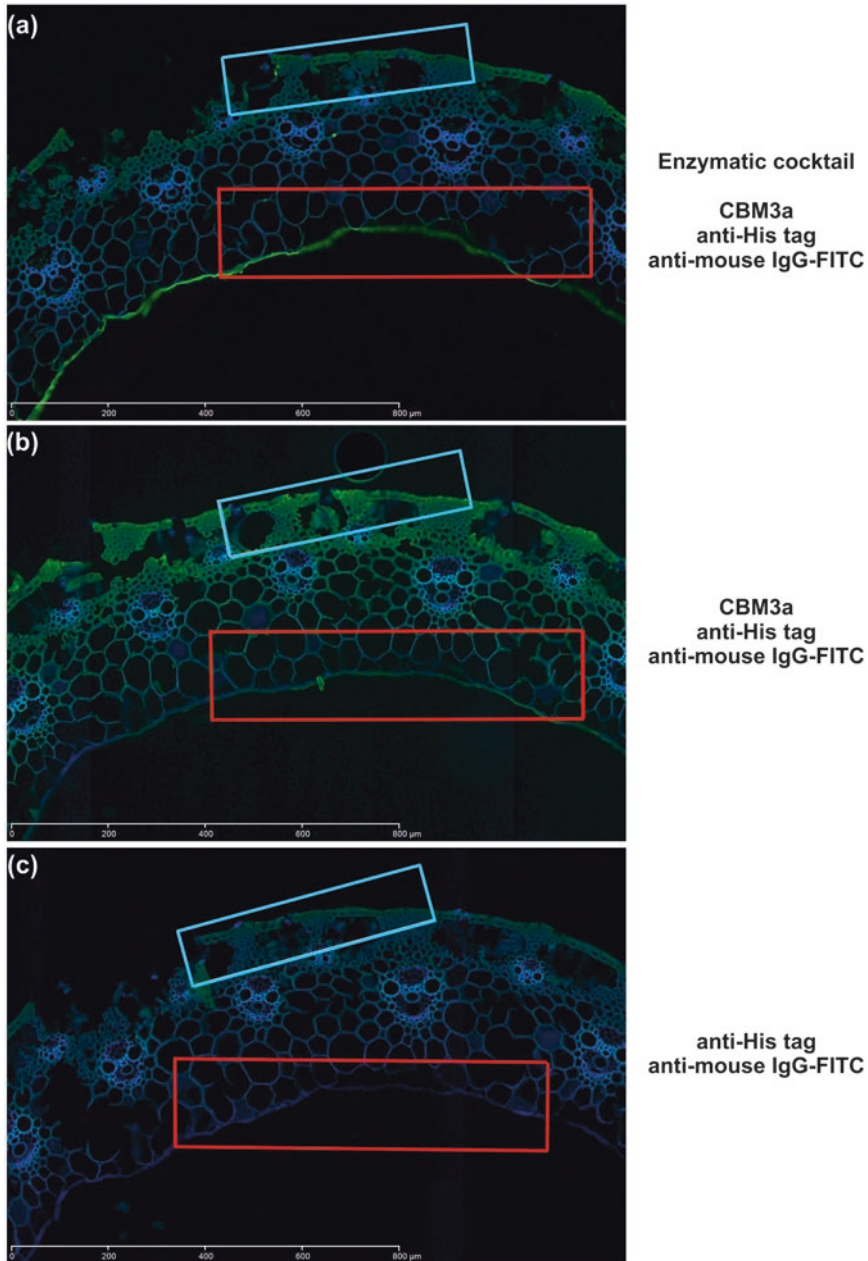 (a)
Enzymatic cocktail
CBM3a
anti-His tag
anti-mouse IgG-FITC
0 200 400 600 800 µm
(b)
CBM3a
anti-His tag
anti-mouse IgG-FITC
0 200 400 600 800 µm
(c)
anti-His tag
anti-mouse IgG-FITC
0 200 400 600 800 µm